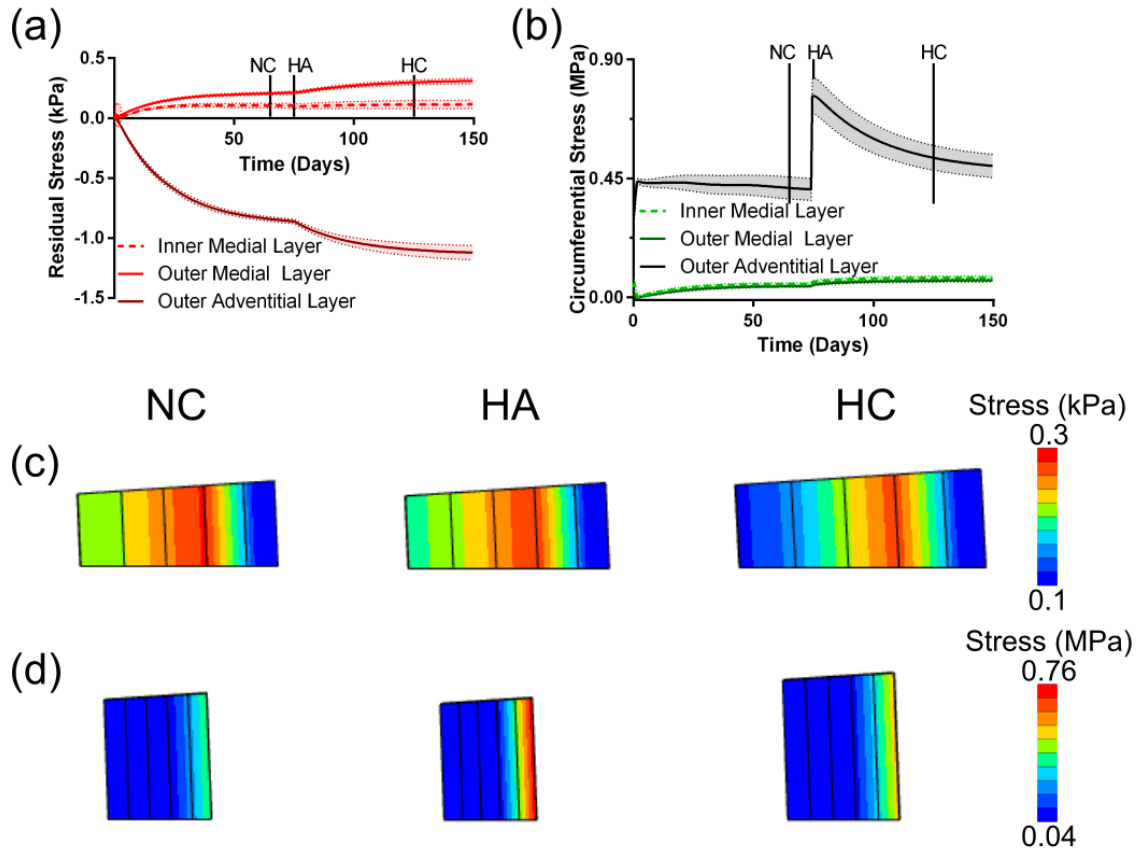 (a)
Residual Stress (kPa)
0.5
0.0
-0.5
-1.0
-1.5
NC
HA
HC
50
100
150
Time (Days)
Inner Medial Layer
Outer Medial Layer
Outer Adventitial Layer
(b)
Circumferential Stress (MPa)
0.90
0.45
0.00
NC
HA
HC
Inner Medial Layer
Outer Medial Layer
Outer Adventitial Layer
0
50
100
150
Time (Days)
NC
HA
HC
(c)
Stress (kPa)
0.3
0.1
(d)
Stress (MPa)
0.76
0.04